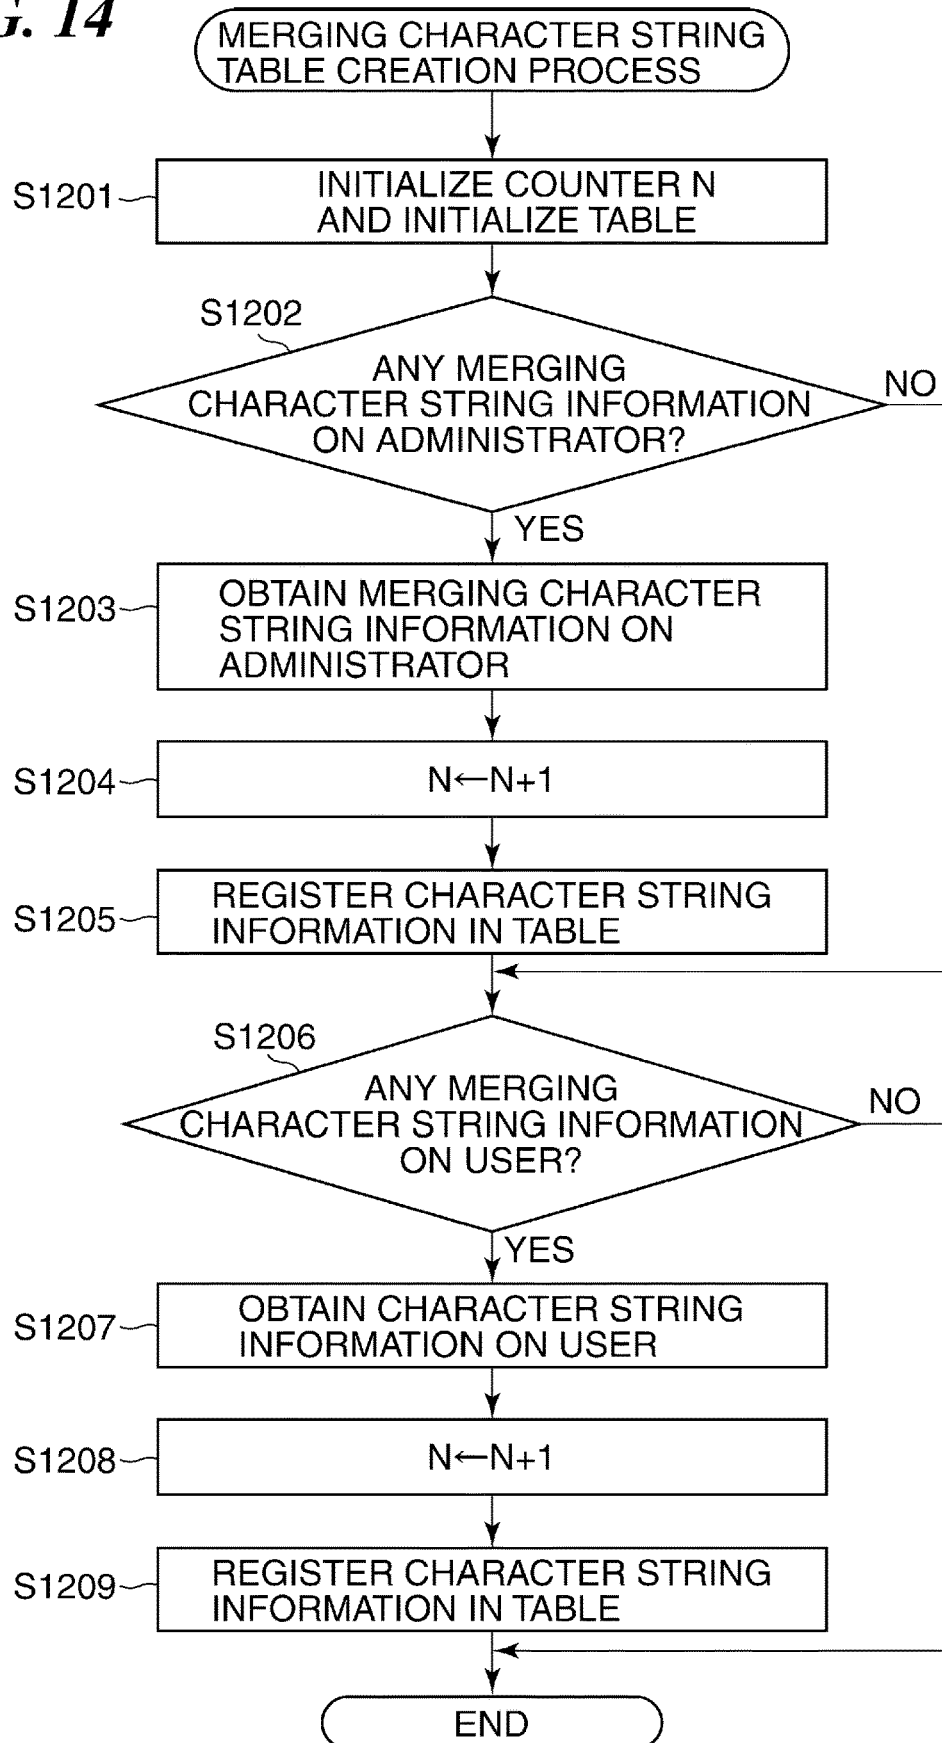 G. 14
MERGING CHARACTER STRING
TABLE CREATION PROCESS
S1201
INITIALIZE COUNTER N
AND INITIALIZE TABLE
S1202
ANY MERGING
CHARACTER STRING INFORMATION
ON ADMINISTRATOR?
NO
YES
S1203
OBTAIN MERGING CHARACTER
STRING INFORMATION ON
ADMINISTRATOR
S1204
N←N+1
S1205
REGISTER CHARACTER STRING
INFORMATION IN TABLE
S1206
ANY MERGING
CHARACTER STRING INFORMATION
ON USER?
NO
YES
S1207
OBTAIN CHARACTER STRING
INFORMATION ON USER
S1208
N←N+1
S1209
REGISTER CHARACTER STRING
INFORMATION IN TABLE
END